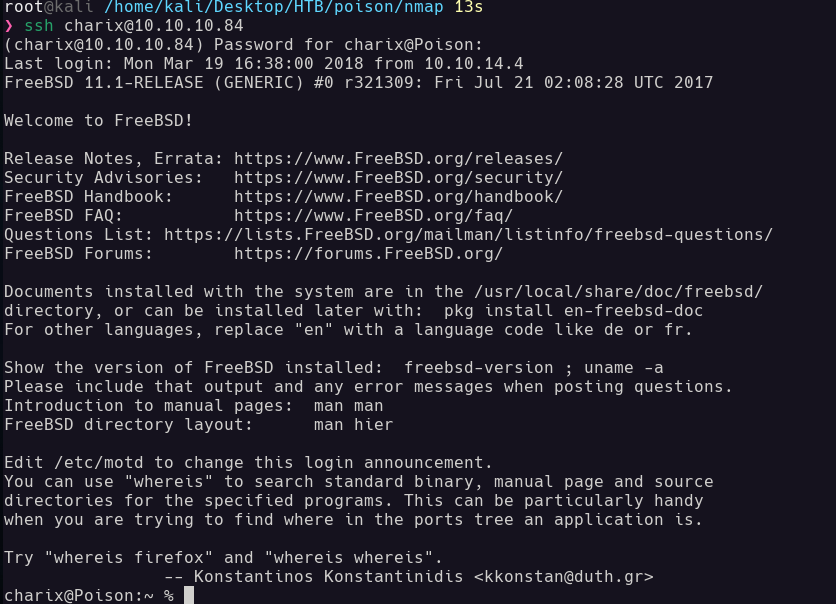 root@kali /home/kali/Desktop/HTB/poison/nmap 13s
❯ ssh charix@10.10.10.84
(charix@10.10.10.84) Password for charix@Poison:
Last login: Mon Mar 19 16:38:00 2018 from 10.10.14.4
FreeBSD 11.1-RELEASE (GENERIC) #0 r321309: Fri Jul 21 02:08:28 UTC 2017

Welcome to FreeBSD!

Release Notes, Errata: https://www.FreeBSD.org/releases/
Security Advisories:   https://www.FreeBSD.org/security/
FreeBSD Handbook:      https://www.FreeBSD.org/handbook/
FreeBSD FAQ:           https://www.FreeBSD.org/faq/
Questions List: https://lists.FreeBSD.org/mailman/listinfo/freebsd-questions/
FreeBSD Forums:        https://forums.FreeBSD.org/

Documents installed with the system are in the /usr/local/share/doc/freebsd/
directory, or can be installed later with:  pkg install en-freebsd-doc
For other languages, replace "en" with a language code like de or fr.

Show the version of FreeBSD installed:  freebsd-version ; uname -a
Please include that output and any error messages when posting questions.
Introduction to manual pages:  man man
FreeBSD directory layout:      man hier

Edit /etc/motd to change this login announcement.
You can use "whereis" to search standard binary, manual page and source
directories for the specified programs. This can be particularly handy
when you are trying to find where in the ports tree an application is.

Try "whereis firefox" and "whereis whereis".
                -- Konstantinos Konstantinidis <kkonstan@duth.gr>
charix@Poison:~ %